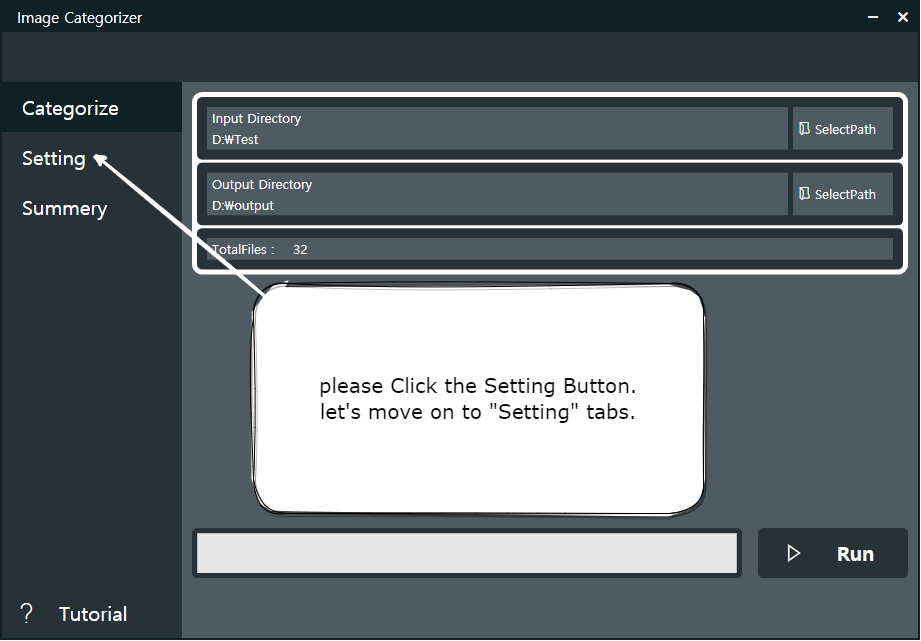 Image Categorizer
Categorize
Setting
Summery
Input Directory
D:₩Test
SelectPath
Output Directory
D:₩output
SelectPath
TotalFiles : 32
please Click the Setting Button.
let's move on to "Setting" tabs.
Run
? Tutorial